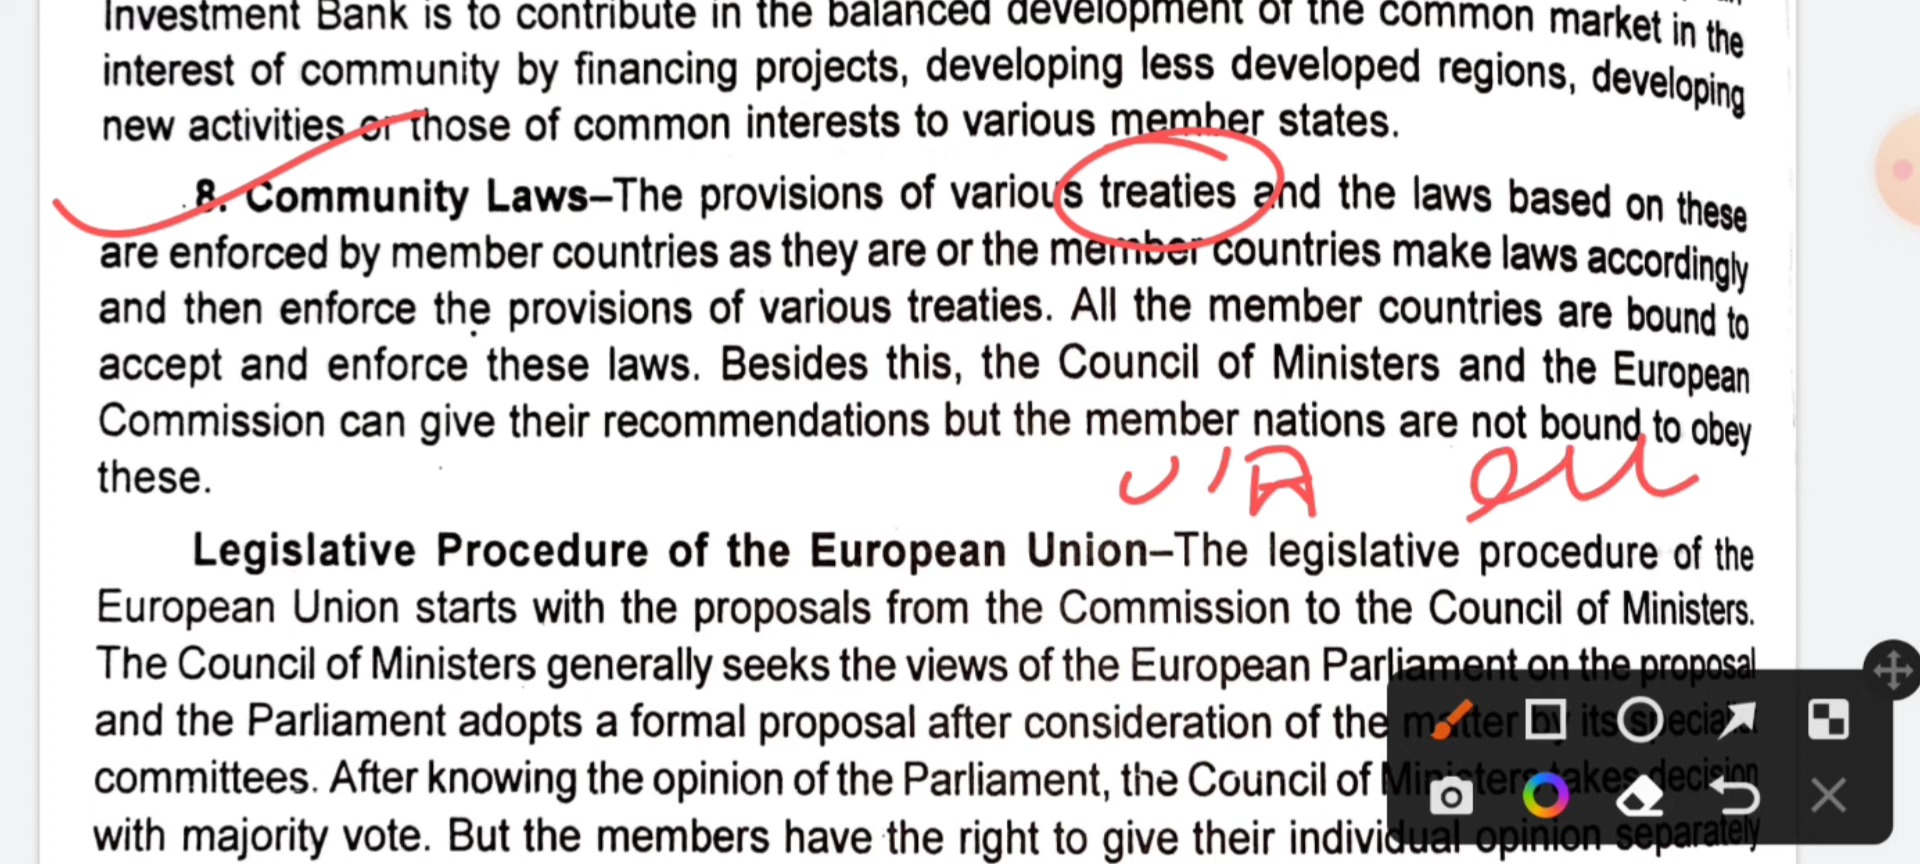 Investment Bank is to contribute in the balanced development of the common market in the
interest of community by financing projects, developing less developed regions, developing
new activities or those of common interests to various member states.
8. Community Laws–The provisions of various treaties and the laws based on these
are enforced by member countries as they are or the member countries make laws accordingly
and then enforce the provisions of various treaties. All the member countries are bound to
accept and enforce these laws. Besides this, the Council of Ministers and the European
Commission can give their recommendations but the member nations are not bound to obey
these.
Legislative Procedure of the European Union–The legislative procedure of the
European Union starts with the proposals from the Commission to the Council of Ministers.
The Council of Ministers generally seeks the views of the European Parliament on the proposal
and the Parliament adopts a formal proposal after consideration of the matter by its special
committees. After knowing the opinion of the Parliament, the Council of Ministers takes decision
with majority vote. But the members have the right to give their individual opinion separately